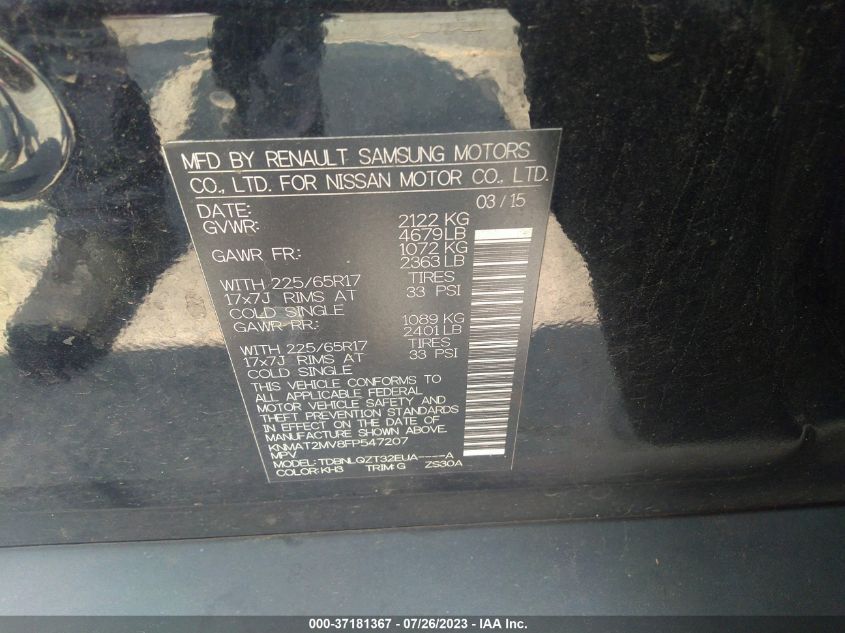 MFD BY RENAULT SAMSUNG MOTORS
CO., LTD. FOR NISSAN MOTOR CO., LTD.
DATE: 03/15
GVWR: 2122 KG
4679LB
GAWR FR: 1072 KG
2363LB
WITH 225/65R17 TIRES
17x7J RIMS AT 33 PSI
COLD SINGLE
GAWR RR: 1089 KG
2401LB
WITH 225/65R17 TIRES
17x7J RIMS AT 33 PSI
COLD SINGLE
THIS VEHICLE CONFORMS TO
ALL APPLICABLE FEDERAL
MOTOR VEHICLE SAFETY AND
THEFT PREVENTION STANDARDS
IN EFFECT ON THE DATE OF
MANUFACTURE SHOWN ABOVE
KNMAT2MV8FP547207
MPV
MODEL: TDBNLQZT32EUA----A
COLOR: KH3 TRIM: G ZS30A
000-37181367 - 07/26/2023 - IAA Inc.